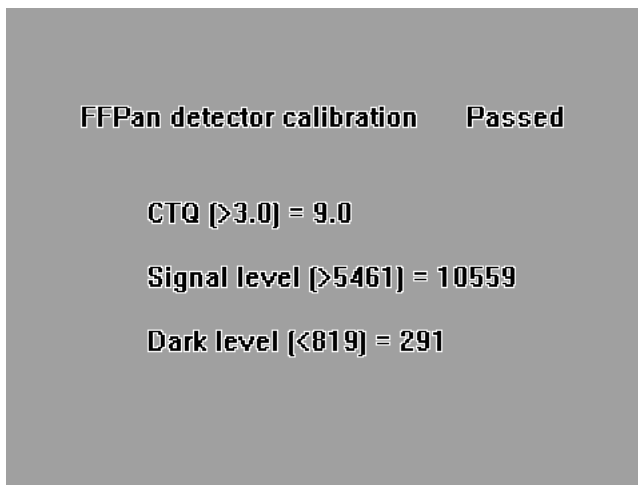 FFPan detector calibration Passed
CTQ (>3.0) = 9.0
Signal level (>5461) = 10559
Dark level (<819) = 291